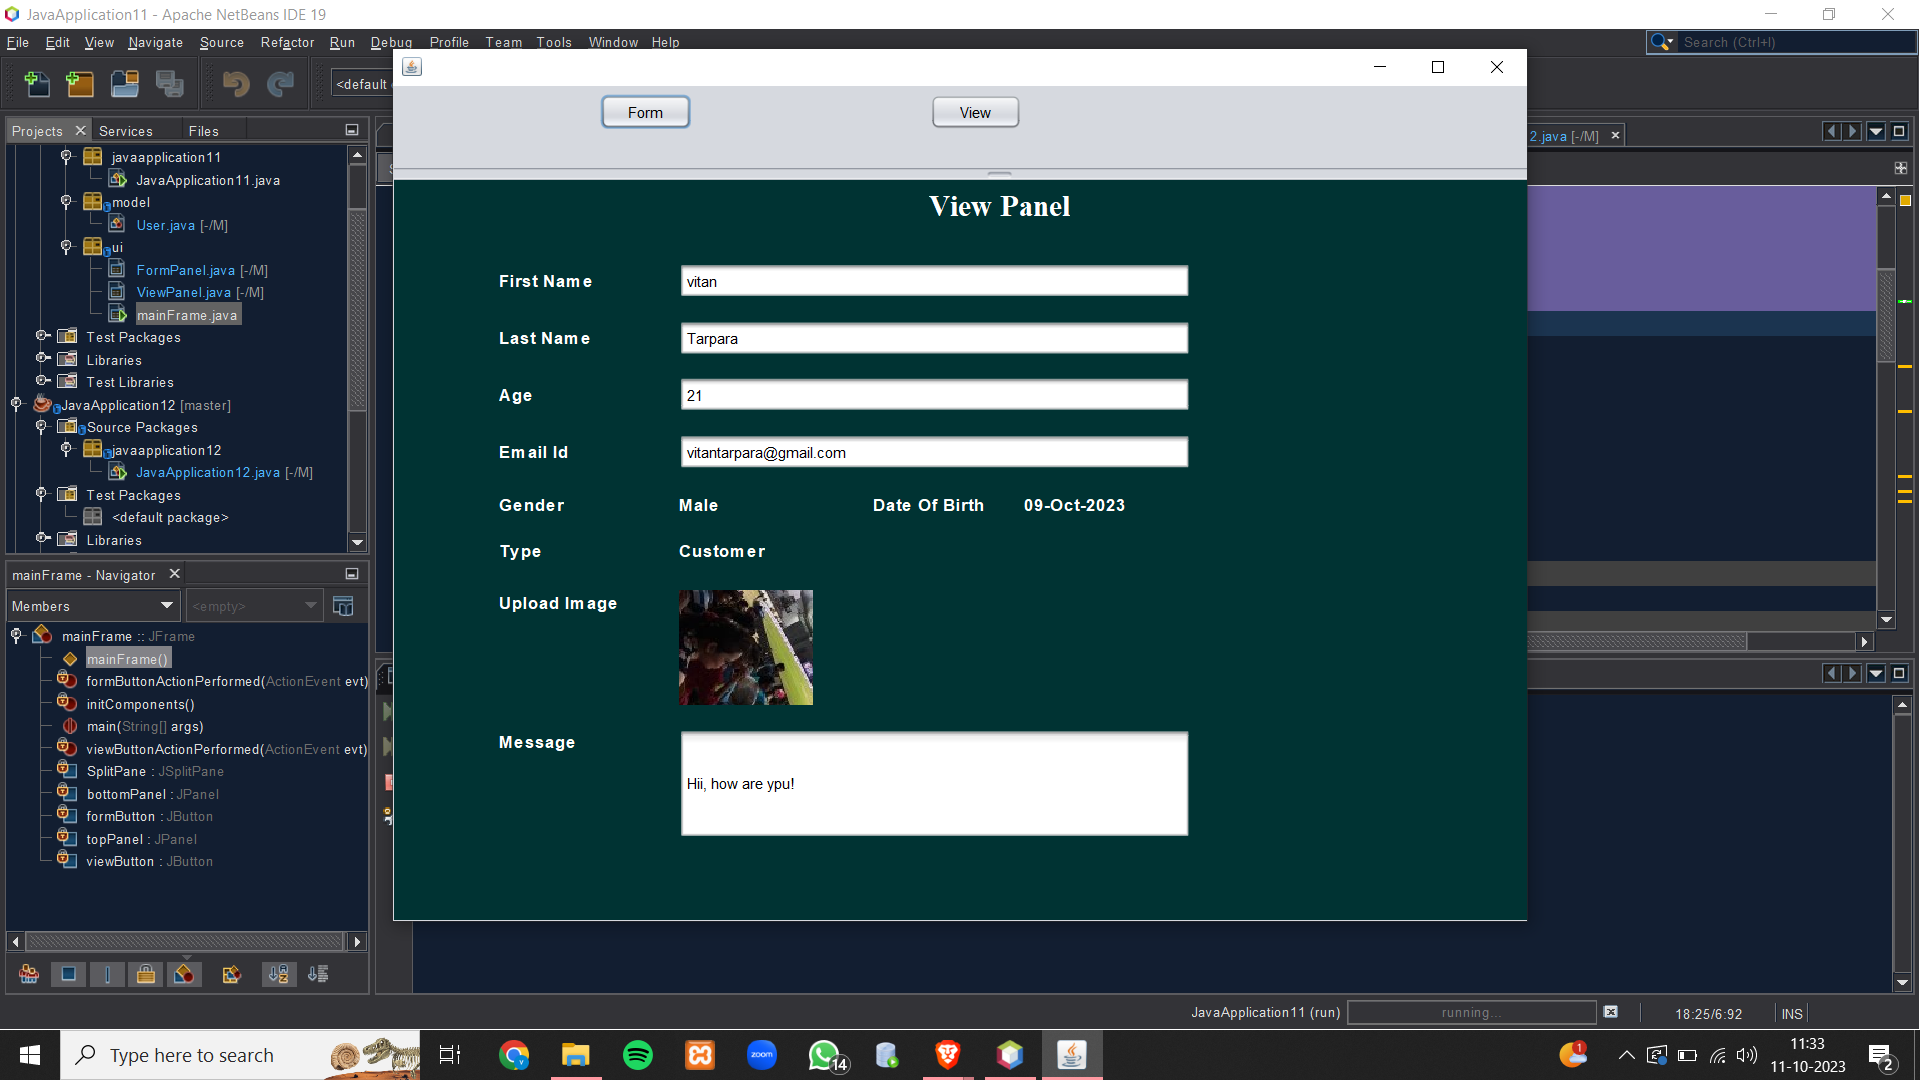 JavaApplication11 - Apache NetBeans IDE 19
File Edit View Navigate Source Refactor Run Debug Profile Team Tools Window Help
Search (Ctrl+I)
<default
Form
View
Projects
Services
Files
2.java [-/M]
javaapplication11
JavaApplication11.java
model
User.java [-/M]
ui
FormPanel.java [-/M]
ViewPanel.java [-/M]
mainFrame.java
Test Packages
Libraries
Test Libraries
JavaApplication12 [master]
Source Packages
javaapplication12
JavaApplication12.java [-/M]
Test Packages
<default package>
Libraries
View Panel
First Name vitan
Last Name Tarpara
Age 21
Email Id vitantarpara@gmail.com
Gender Male Date Of Birth 09-Oct-2023
Type Customer
Upload Image
Message
Hii, how are ypu!
mainFrame - Navigator
Members
<empty>
mainFrame :: JFrame
mainFrame()
formButtonActionPerformed(ActionEvent evt)
initComponents()
main(String[] args)
viewButtonActionPerformed(ActionEvent evt)
SplitPane : JSplitPane
bottomPanel : JPanel
formButton : JButton
topPanel : JPanel
viewButton : JButton
JavaApplication11 (run)
running...
18:25/6:92
INS
Type here to search
zoom
14
1
11:33
11-10-2023
2